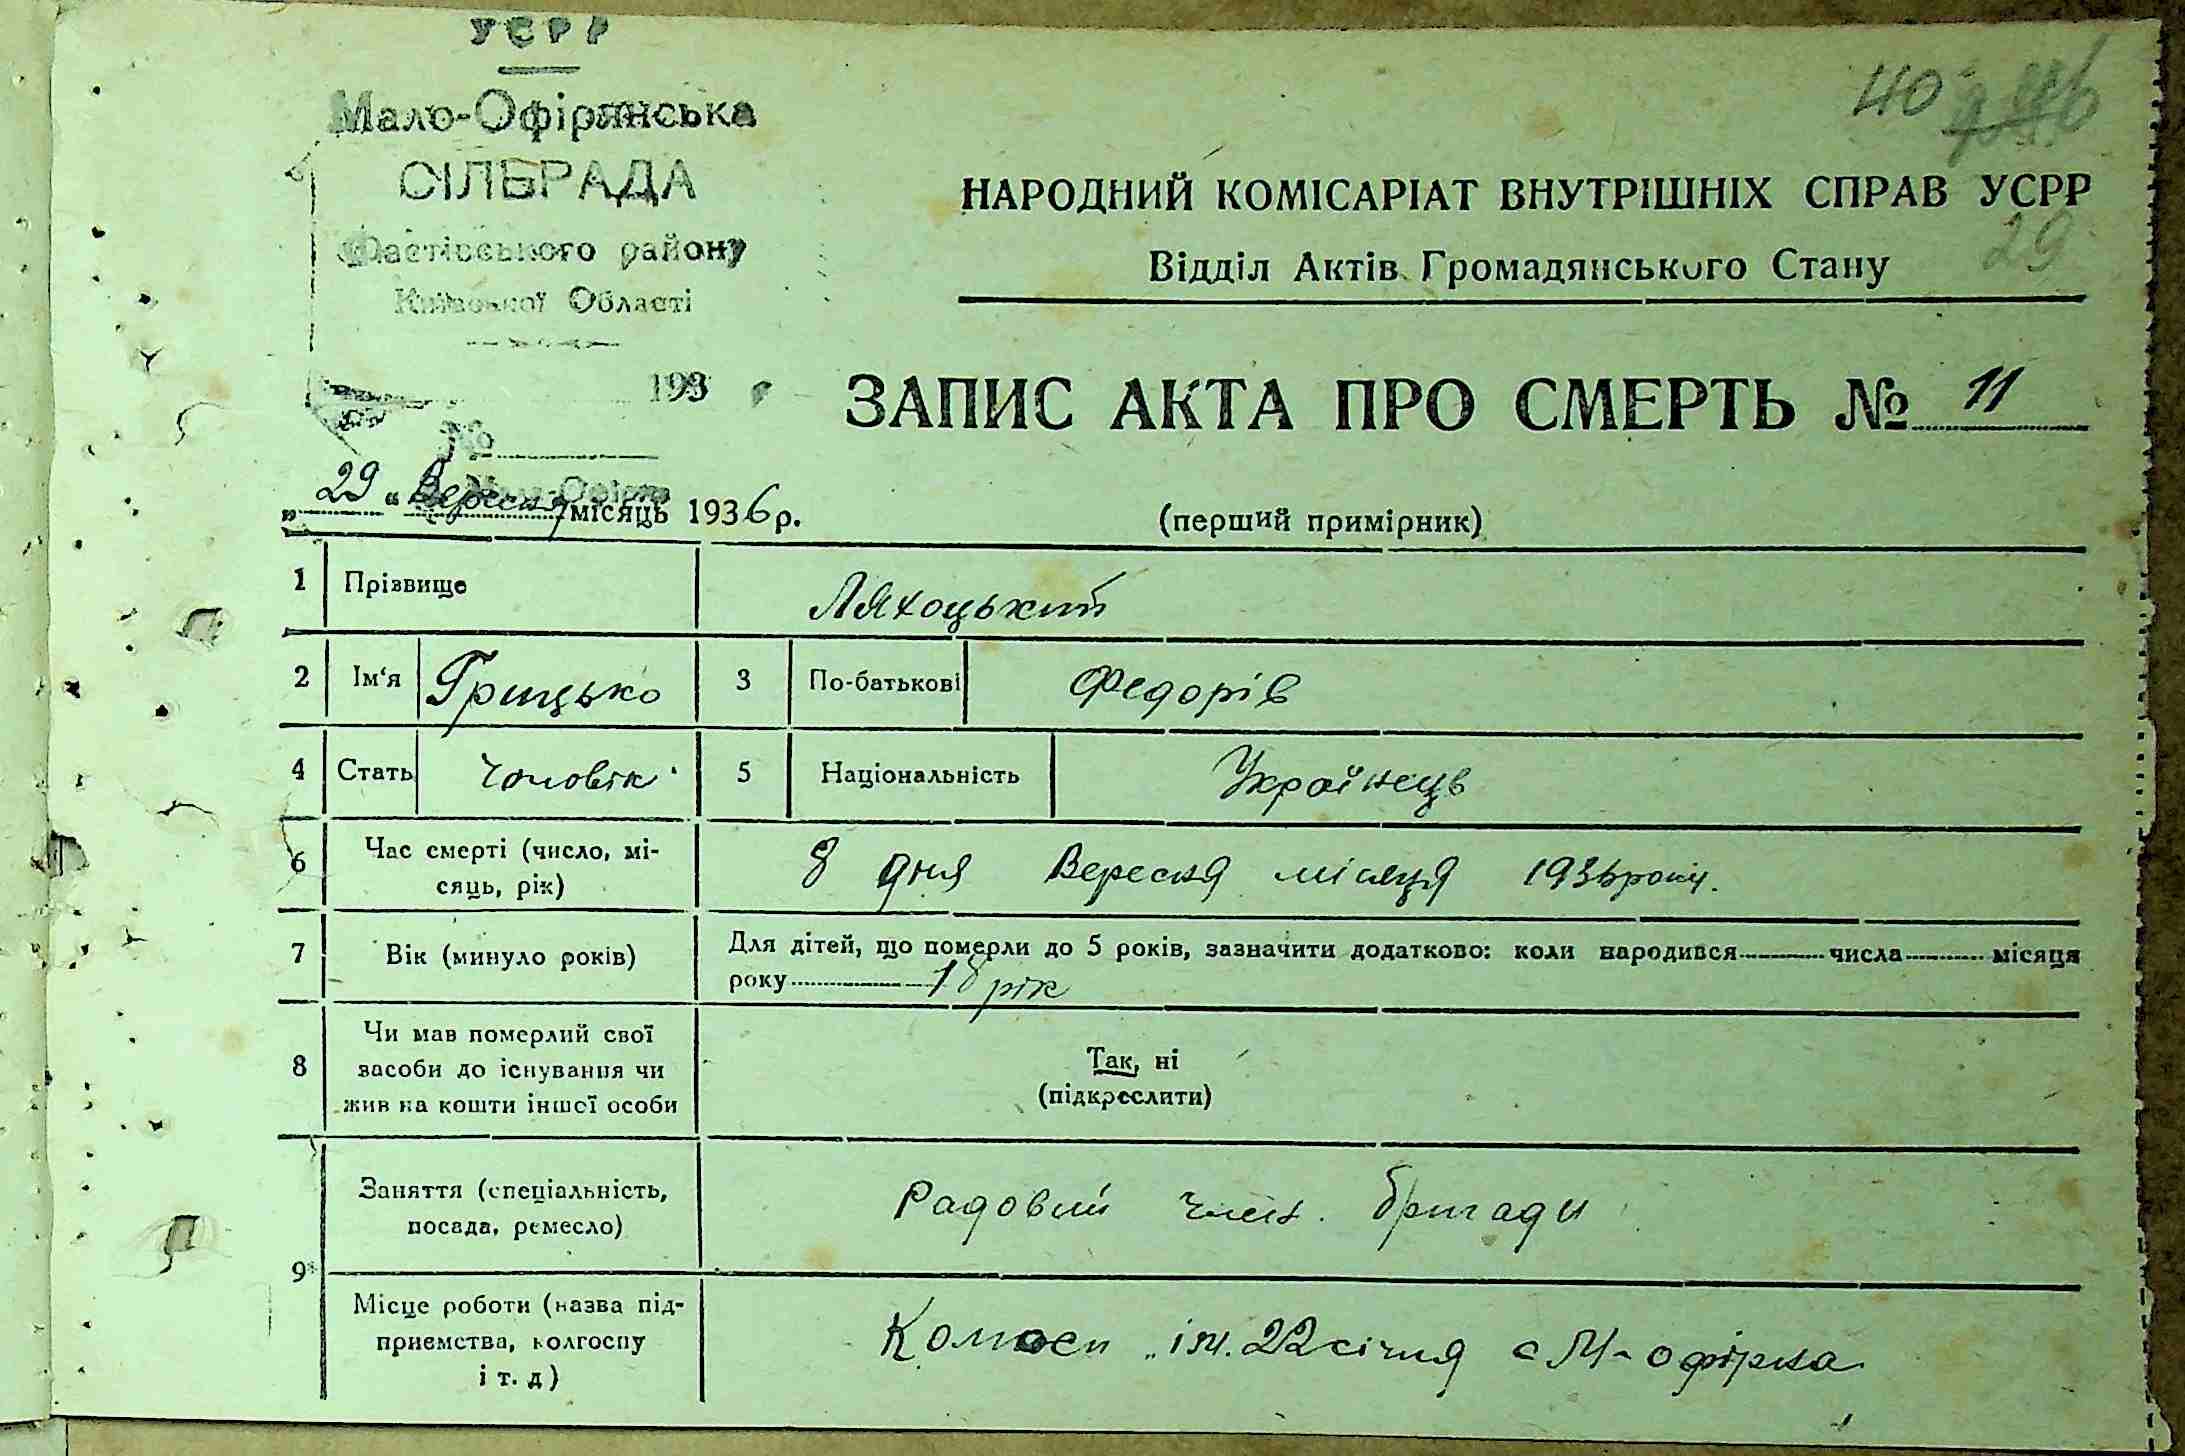 УСРР
Мало-Офірянська
СІЛЬРАДА
Фастівського району
Київської Області
193
№
40
29
НАРОДНИЙ КОМІСАРІАТ ВНУТРІШНІХ СПРАВ УСРР
Відділ Актів Громадянського Стану
ЗАПИС АКТА ПРО СМЕРТЬ № 11
„29“ Вересня місяць 1936 р.
(перший примірник)
1 Прізвище Ляхоцький
2 Ім‘я Грицько 3 По-батькові Федорів
4 Стать чоловік 5 Національність Українець
6 Час смерті (число, мі-
сяць, рік) 8 дня Вересня місяця 1936 року.
7 Вік (минуло років) Для дітей, що померли до 5 років, зазначити додатково: коли народився числа місяця
року 18 рік
8 Чи мав померлий свої
засоби до існування чи
жив на кошти іншої особи
Так, ні
(підкреслити)
9 Заняття (спеціальність,
посада, ремесло) Радовий член бригади
Місце роботи (назва під-
приємства, колгоспу
і т. д) Колгосп ім. 22 січня с М-Офірна